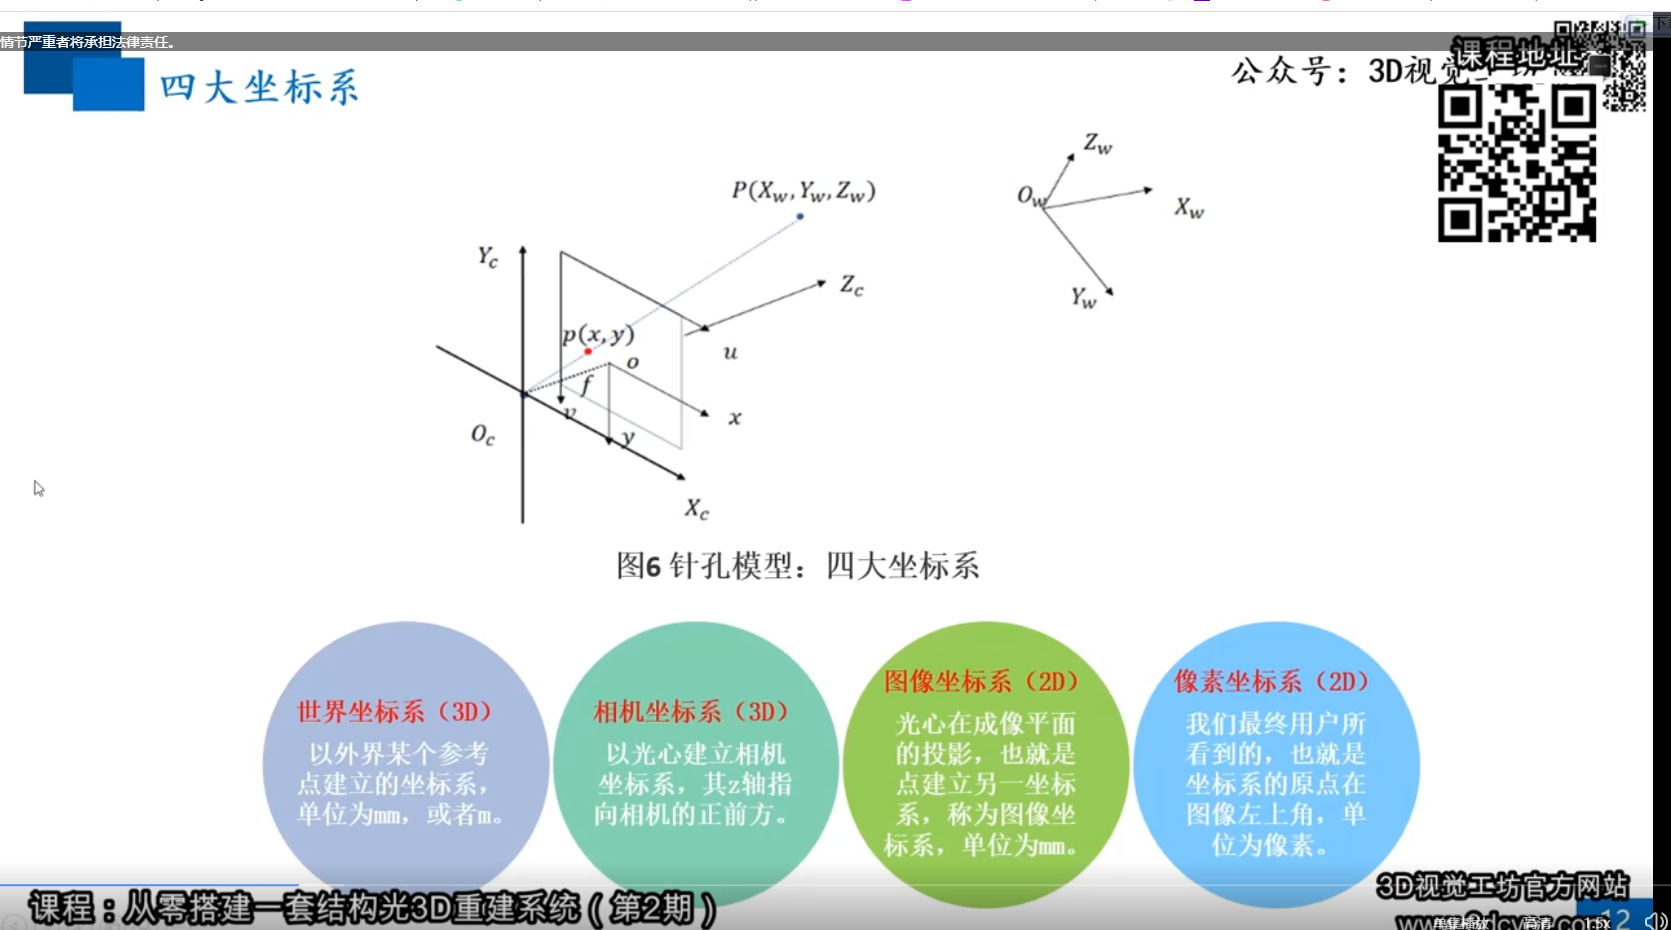 情节严重者将承担法律责任。
四大坐标系
公众号：3D视觉
课程地址
Z_w
P(X_w,Y_w,Z_w)
O_w
X_w
Y_c
Z_c
Y_w
p(x,y)
u
o
f
v
x
O_c
y
X_c
图6 针孔模型：四大坐标系
世界坐标系（3D）
以外界某个参考
点建立的坐标系，
单位为mm，或者m。
相机坐标系（3D）
以光心建立相机
坐标系，其z轴指
向相机的正前方。
图像坐标系（2D）
光心在成像平面
的投影，也就是
点建立另一坐标
系，称为图像坐
标系，单位为mm。
像素坐标系（2D）
我们最终用户所
看到的，也就是
坐标系的原点在
图像左上角，单
位为像素。
课程：从零搭建一套结构光3D重建系统（第2期）
3D视觉工坊官方网站
单集播放
高清
1.5x
12